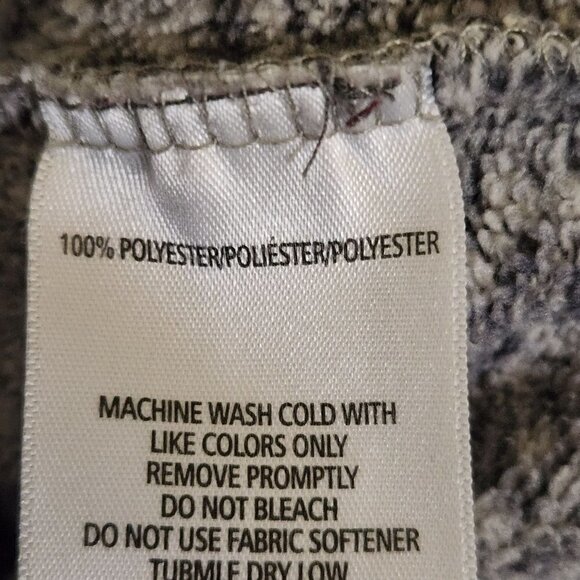 100% POLYESTER/POLIÉSTER/POLYESTER
MACHINE WASH COLD WITH
LIKE COLORS ONLY
REMOVE PROMPTLY
DO NOT BLEACH
DO NOT USE FABRIC SOFTENER
TUBMLE DRY LOW